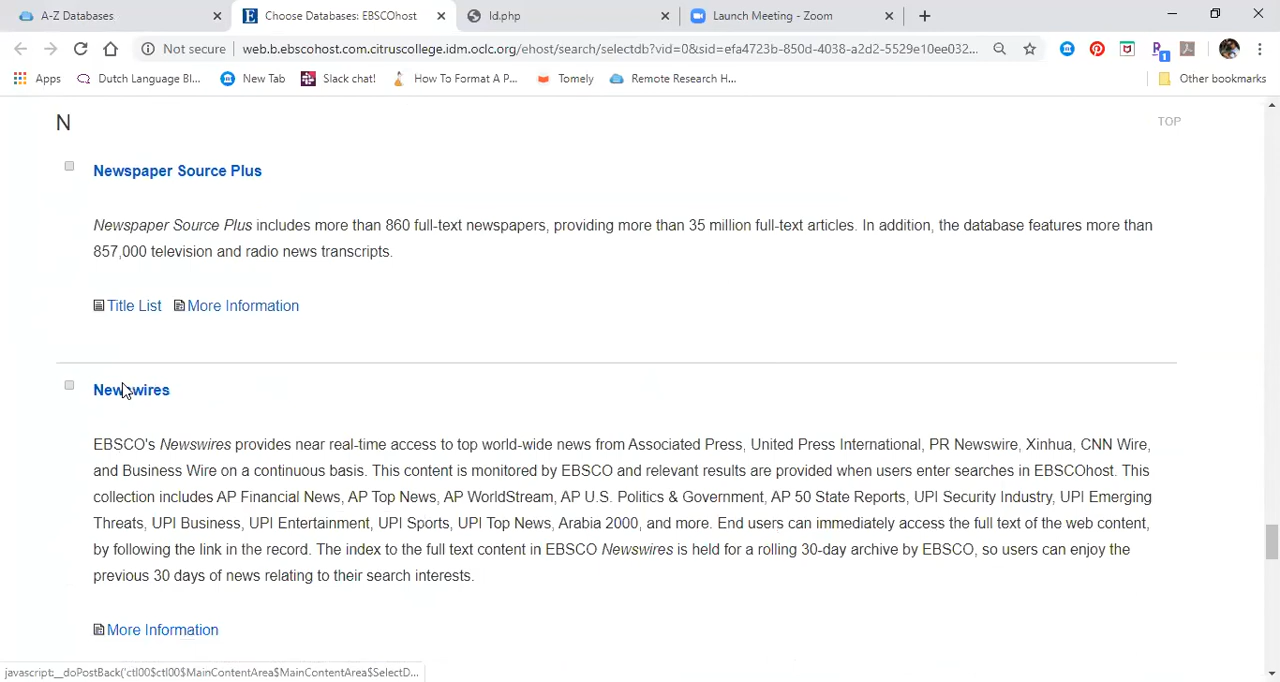 A-Z Databases
Choose Databases: EBSCOhost
ld.php
Launch Meeting - Zoom
Not secure
web.b.ebscohost.com.citruscollege.idm.oclc.org/ehost/search/selectdb?vid=0&sid=efa4723b-850d-4038-a2d2-5529e10ee032...
Apps
Dutch Language Bl...
New Tab
Slack chat!
How To Format A P...
Tomely
Remote Research H...
Other bookmarks
N
TOP
Newspaper Source Plus
Newspaper Source Plus includes more than 860 full-text newspapers, providing more than 35 million full-text articles. In addition, the database features more than
857,000 television and radio news transcripts.
Title List More Information
Newswires
EBSCO's Newswires provides near real-time access to top world-wide news from Associated Press, United Press International, PR Newswire, Xinhua, CNN Wire,
and Business Wire on a continuous basis. This content is monitored by EBSCO and relevant results are provided when users enter searches in EBSCOhost. This
collection includes AP Financial News, AP Top News, AP WorldStream, AP U.S. Politics & Government, AP 50 State Reports, UPI Security Industry, UPI Emerging
Threats, UPI Business, UPI Entertainment, UPI Sports, UPI Top News, Arabia 2000, and more. End users can immediately access the full text of the web content,
by following the link in the record. The index to the full text content in EBSCO Newswires is held for a rolling 30-day archive by EBSCO, so users can enjoy the
previous 30 days of news relating to their search interests.
More Information
javascript:__doPostBack('ctl00$ctl00$MainContentArea$MainContentArea$SelectD...